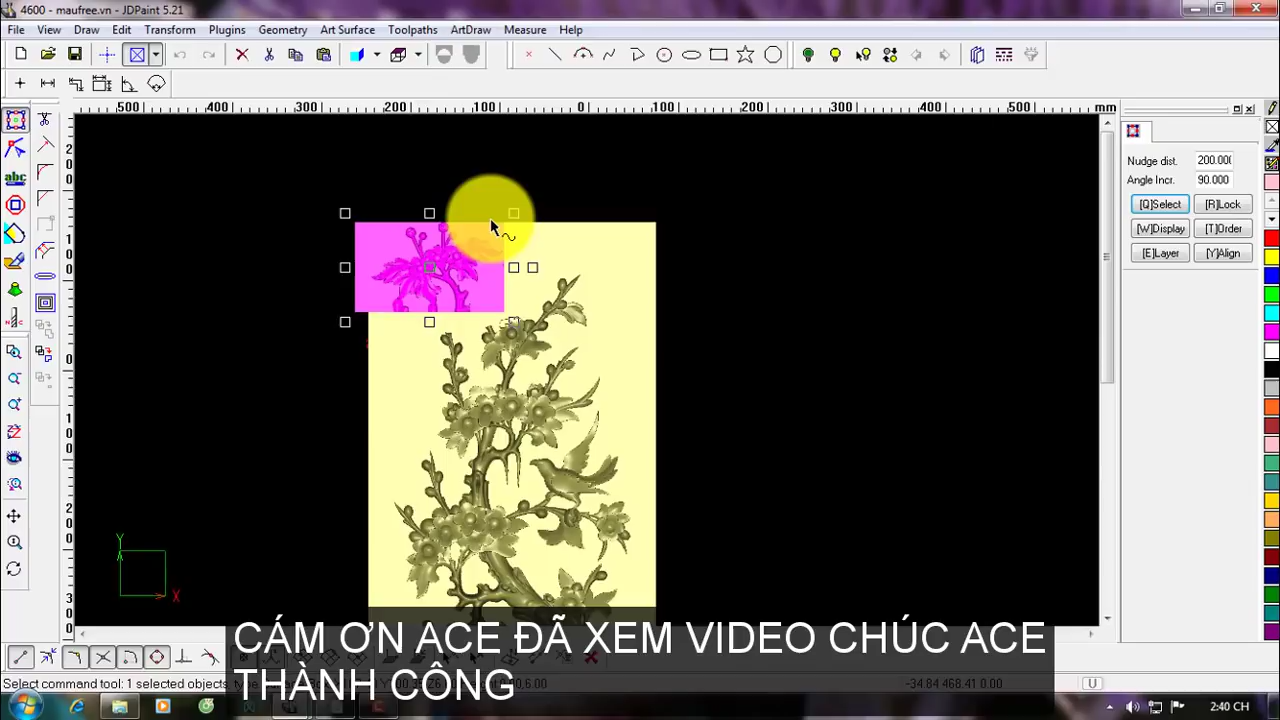 4600 - maufree.vn - JDPaint 5.21
File View Draw Edit Transform Plugins Geometry Art Surface Toolpaths ArtDraw Measure Help
500 400 300 200 100 0 100 200 300 400 500 mm
Nudge dist. 200.00
Angle Incr. 90.000
[Q]Select [R]Lock
[W]Display [T]Order
[E]Layer [Y]Align
abc
Y
X
CÁM ƠN ACE ĐÃ XEM VIDEO CHÚC ACE
THÀNH CÔNG
Select command tool: 1 selected objects, -34.84 468.41 0.00 U
2:40 CH